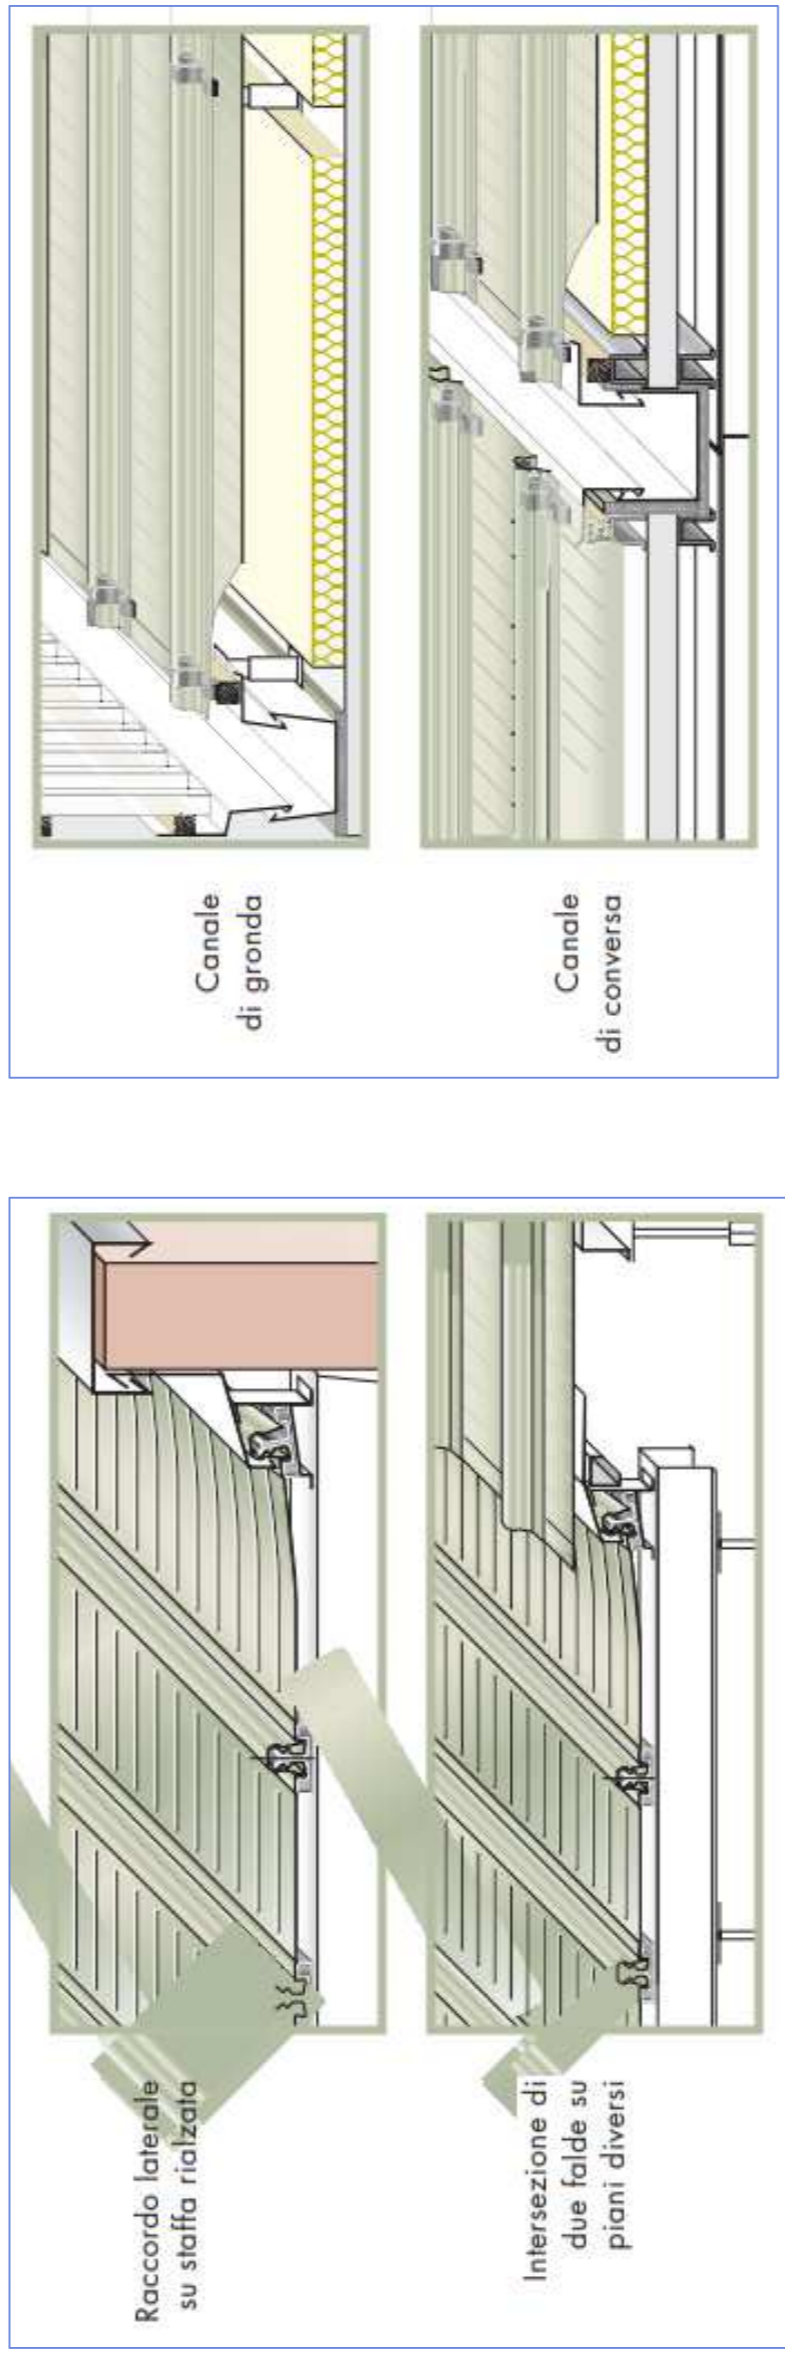 Canale
di gronda
Canale
di conversa
Raccordo laterale
su staffa rialzata
Intersezione di
due falde su
piani diversi